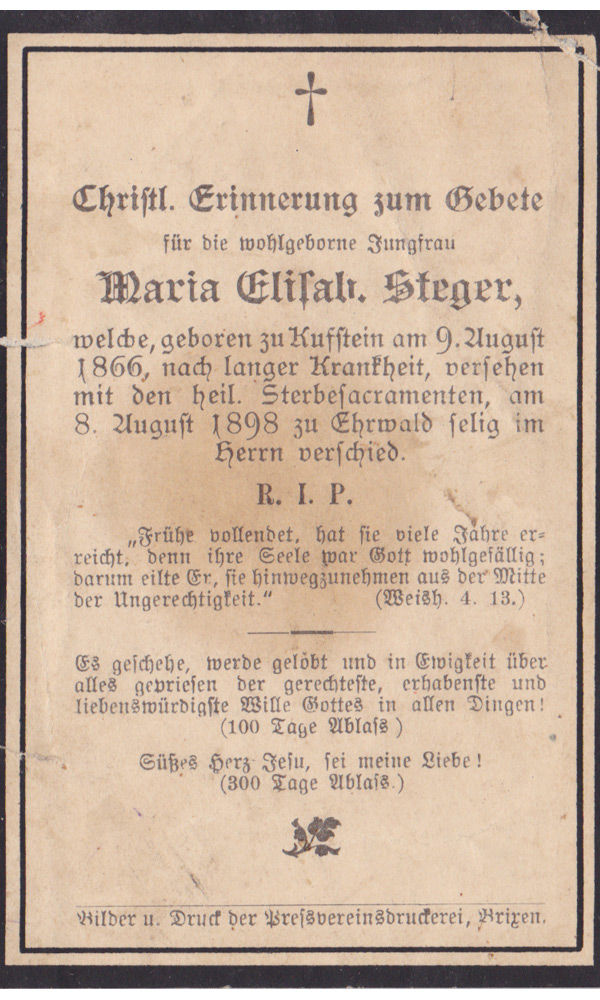 Christl. Erinnerung zum Gebete
für die wohlgeborne Jungfrau
Maria Elisab. Steger,
welche, geboren zu Kufstein am 9. August
1866, nach langer Krankheit, versehen
mit den heil. Sterbesacramenten, am
8. August 1898 zu Ehrwald selig im
Herrn verschied.
R. I. P.
„Frühe vollendet, hat sie viele Jahre er-
reicht, denn ihre Seele war Gott wohlgefällig;
darum eilte Er, sie hinwegzunehmen aus der Mitte
der Ungerechtigkeit.“ (Weish. 4. 13.)
Es geschehe, werde gelobt und in Ewigkeit über
alles gepriesen der gerechteste, erhabenste und
liebenswürdigste Wille Gottes in allen Dingen!
(100 Tage Ablass)
Süßes Herz Jesu, sei meine Liebe!
(300 Tage Ablass.)
Bilder u. Druck der Pressvereinsdruckerei, Brixen.